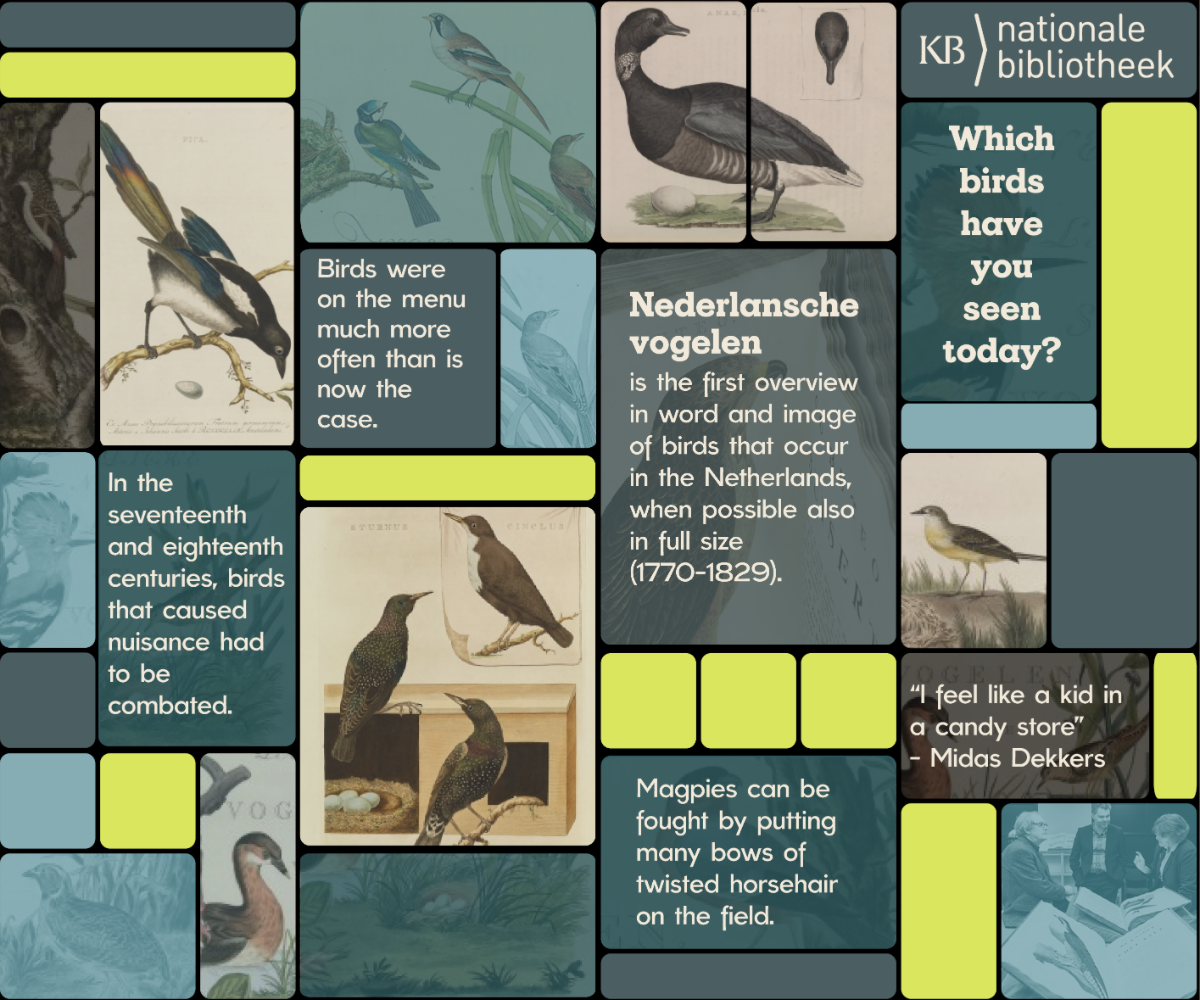 KB nationale
bibliotheek
Which
birds
have
you
seen
today?
PICA.
Birds were
on the menu
much more
often than is
now the
case.
Nederlansche
vogelen
is the first overview
in word and image
of birds that occur
in the Netherlands,
when possible also
in full size
(1770-1829).
In the
seventeenth
and eighteenth
centuries, birds
that caused
nuisance had
to be
combated.
STURNUS
CINCLUS
VOGELEN
“I feel like a kid in
a candy store”
- Midas Dekkers
Magpies can be
fought by putting
many bows of
twisted horsehair
on the field.
VOG